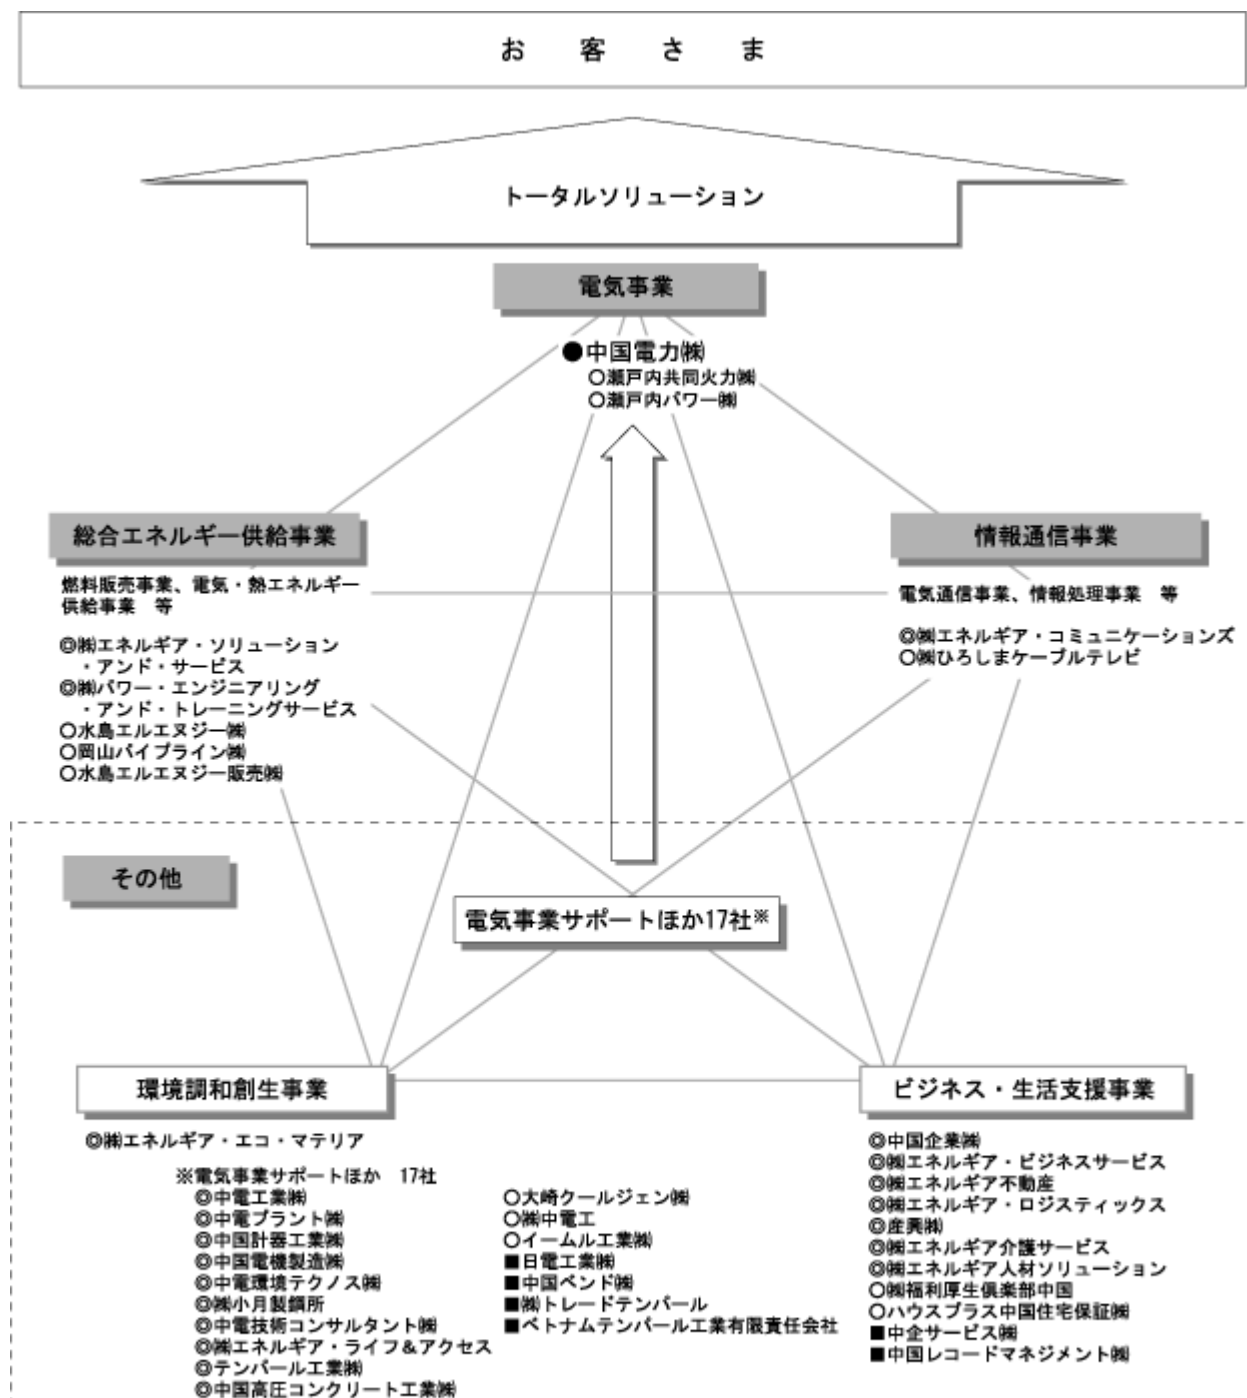 お 客 さ ま
トータルソリューション
電気事業
●中国電力㈱
○瀬戸内共同火力㈱
○瀬戸内パワー㈱
総合エネルギー供給事業
燃料販売事業、電気・熱エネルギー
供給事業 等
◎㈱エネルギア・ソリューション
・アンド・サービス
◎㈱パワー・エンジニアリング
・アンド・トレーニングサービス
○水島エルエヌジー㈱
○岡山パイプライン㈱
○水島エルエヌジー販売㈱
情報通信事業
電気通信事業、情報処理事業 等
◎㈱エネルギア・コミュニケーションズ
○㈱ひろしまケーブルテレビ
その他
電気事業サポートほか17社※
環境調和創生事業
◎㈱エネルギア・エコ・マテリア
※電気事業サポートほか 17社
◎中電工業㈱
◎中電プラント㈱
◎中国計器工業㈱
◎中国電機製造㈱
◎中電環境テクノス㈱
◎㈱小月製鎖所
◎中電技術コンサルタント㈱
◎㈱エネルギア・ライフ＆アクセス
◎テンパール工業㈱
◎中国高圧コンクリート工業㈱
○大崎クールジェン㈱
○㈱中電工
○イームル工業㈱
■日電工業㈱
■中国ベンド㈱
■㈱トレードテンパール
■ベトナムテンパール工業有限責任会社
ビジネス・生活支援事業
◎中国企業㈱
◎㈱エネルギア・ビジネスサービス
◎㈱エネルギア不動産
◎㈱エネルギア・ロジスティックス
◎産興㈱
◎㈱エネルギア介護サービス
◎㈱エネルギア人材ソリューション
○㈱福利厚生倶楽部中国
○ハウスプラス中国住宅保証㈱
■中企サービス㈱
■中国レコードマネジメント㈱